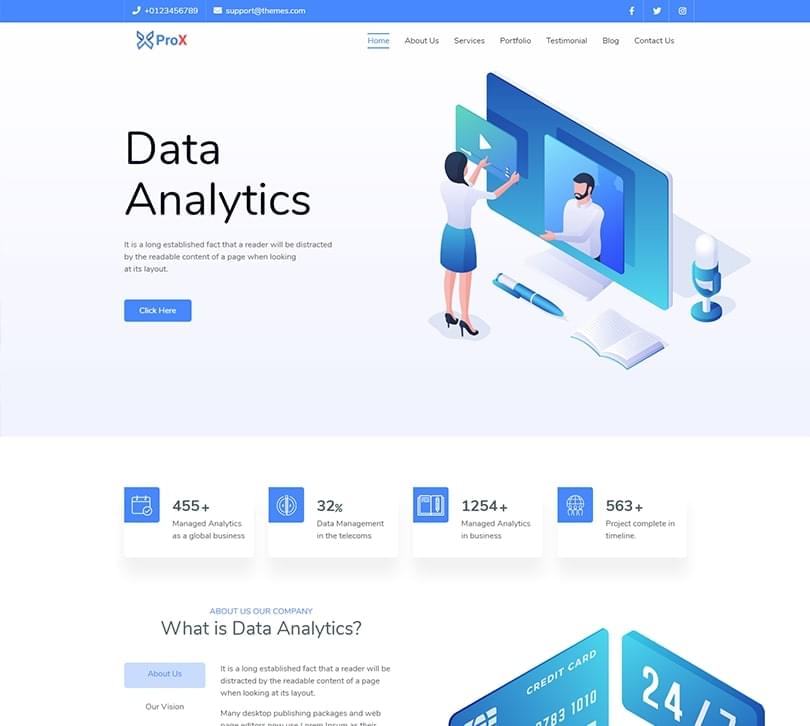 +0123456789 support@themes.com
ProX
Home About Us Services Portfolio Testimonial Blog Contact Us
Data
Analytics
It is a long established fact that a reader will be distracted
by the readable content of a page when looking
at its layout.
Click Here
455+
Managed Analytics
as a global business
32%
Data Management
in the telecoms
1254+
Managed Analytics
in business
563+
Project complete in
timeline.
ABOUT US OUR COMPANY
What is Data Analytics?
About Us
Our Vision
It is a long established fact that a reader will be
distracted by the readable content of a page
when looking at its layout.
Many desktop publishing packages and web
page editors now use Lorem Ipsum as their
CREDIT CARD
9783 1010
24/7